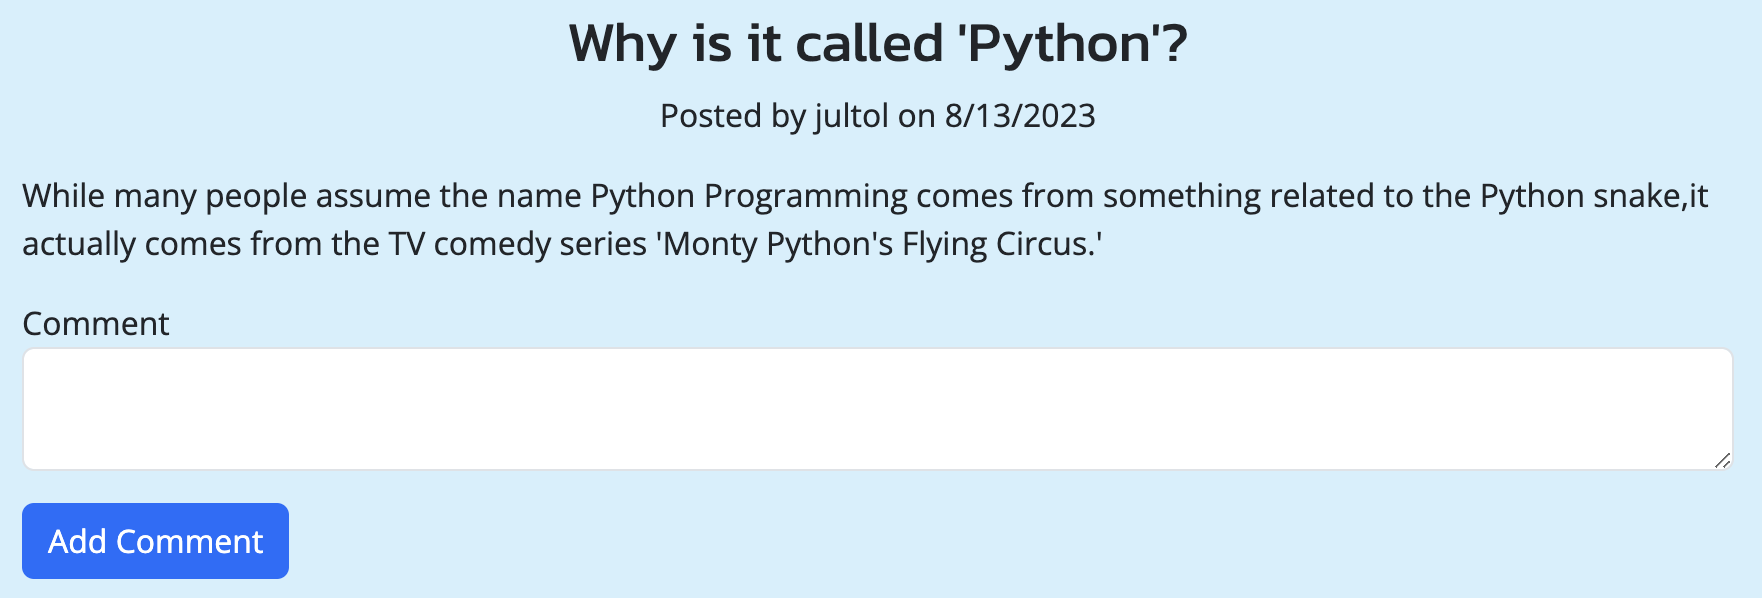 Why is it called 'Python'?
Posted by jultol on 8/13/2023
While many people assume the name Python Programming comes from something related to the Python snake,it
actually comes from the TV comedy series 'Monty Python's Flying Circus.'
Comment
Add Comment